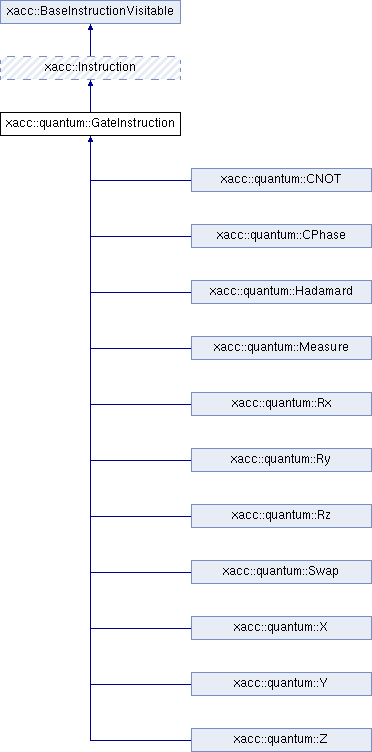 xacc::BaseInstructionVisitable
xacc::Instruction
xacc::quantum::GateInstruction
xacc::quantum::CNOT
xacc::quantum::CPhase
xacc::quantum::Hadamard
xacc::quantum::Measure
xacc::quantum::Rx
xacc::quantum::Ry
xacc::quantum::Rz
xacc::quantum::Swap
xacc::quantum::X
xacc::quantum::Y
xacc::quantum::Z